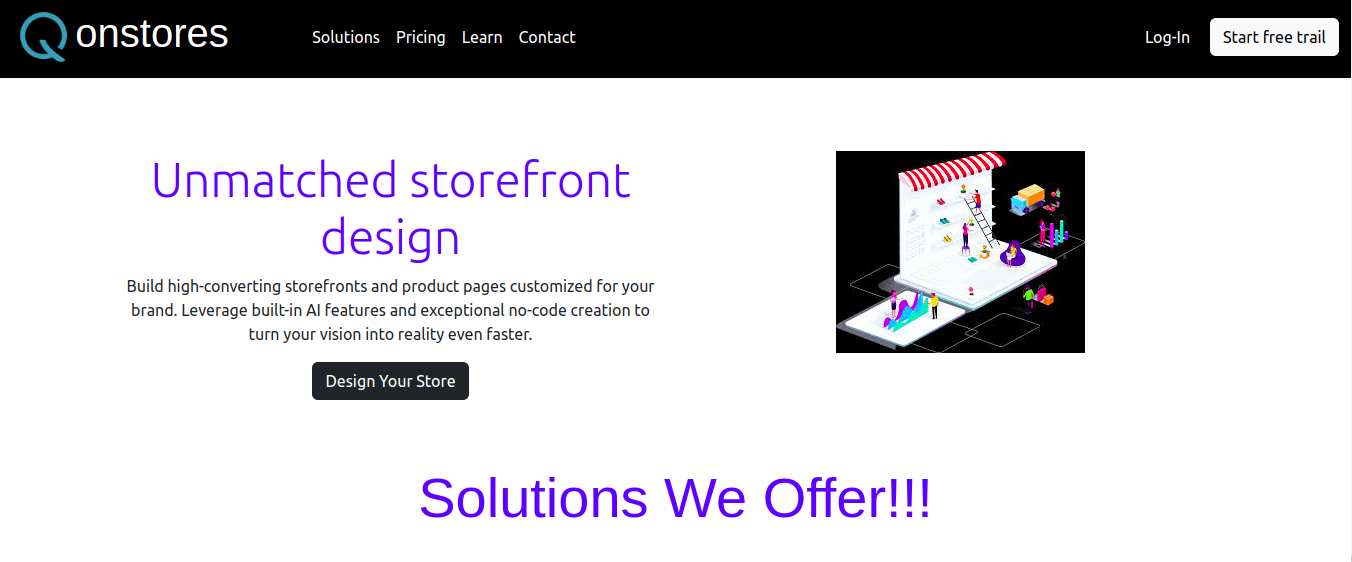 Qonstores
Solutions Pricing Learn Contact
Log-In Start free trail
Unmatched storefront
design
Build high-converting storefronts and product pages customized for your
brand. Leverage built-in AI features and exceptional no-code creation to
turn your vision into reality even faster.
Design Your Store
Solutions We Offer!!!